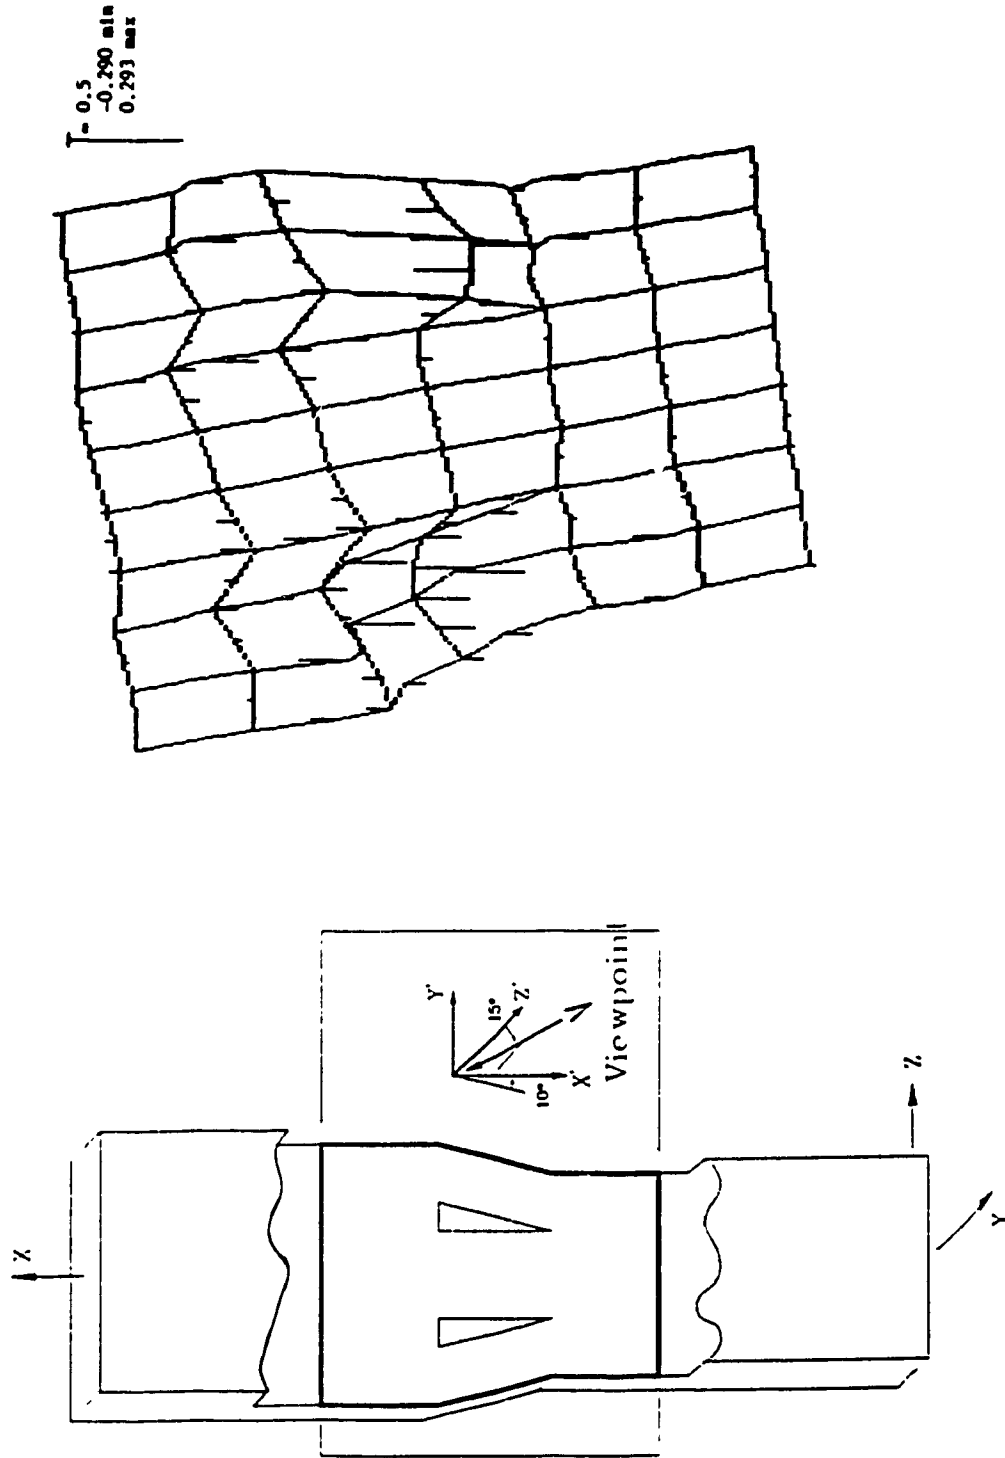 = 0.5
-0.290 min
0.293 max
Y'
15°
Z'
X'
10°
Viewpoint
X
Z
Y